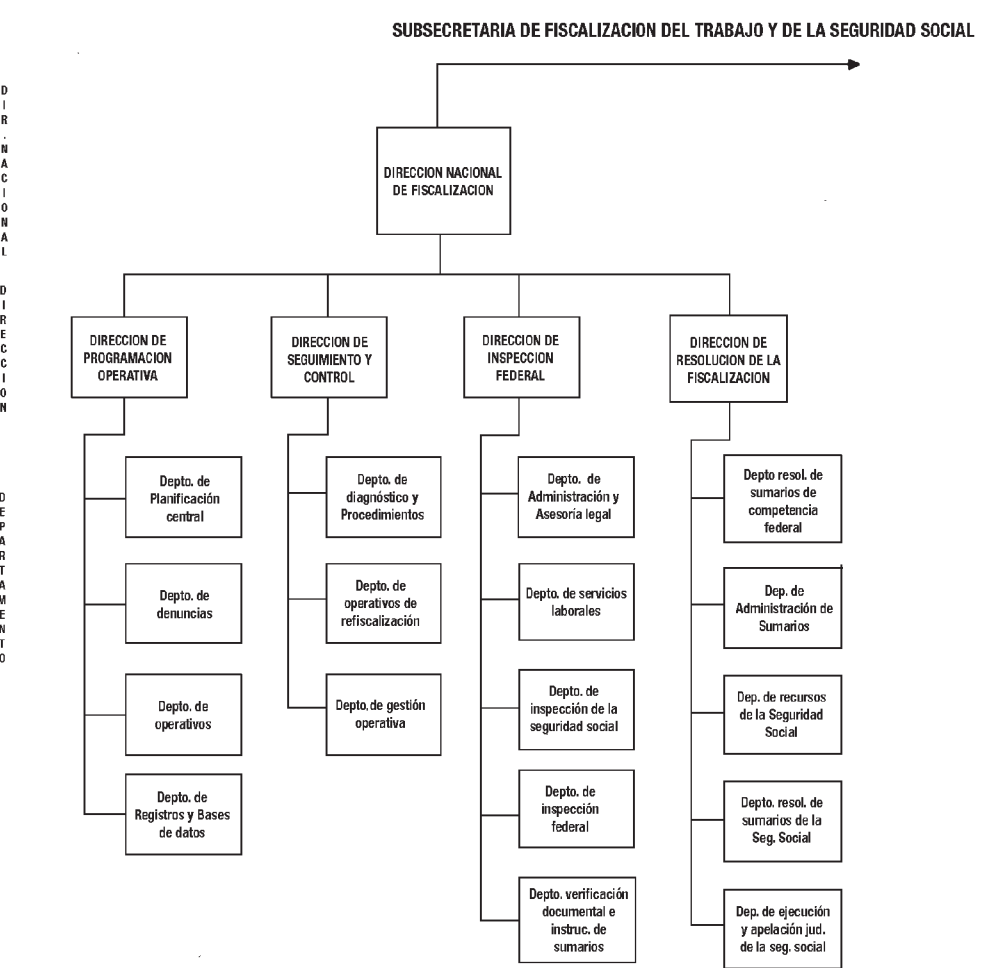 SUBSECRETARIA DE FISCALIZACION DEL TRABAJO Y DE LA SEGURIDAD SOCIAL
DIR. NACIONAL
DIRECCION NACIONAL
DE FISCALIZACION
DIRECCION
DIRECCION DE
PROGRAMACION
OPERATIVA
DIRECCION DE
SEGUIMIENTO Y
CONTROL
DIRECCION DE
INSPECCION
FEDERAL
DIRECCION DE
RESOLUCION DE LA
FISCALIZACION
DEPARTAMENTO
Depto. de
Planificación
central
Depto. de
denuncias
Depto. de
operativos
Depto. de
Registros y Bases
de datos
Depto. de
diagnóstico y
Procedimientos
Depto. de
operativos de
refiscalización
Depto. de gestión
operativa
Depto. de
Administración y
Asesoría legal
Depto. de servicios
laborales
Depto. de
inspección de la
seguridad social
Depto. de
inspección
federal
Depto. verificación
documental e
instruc. de
sumarios
Depto resol. de
sumarios de
competencia
federal
Dep. de
Administración de
Sumarios
Dep. de recursos
de la Seguridad
Social
Depto. resol. de
sumarios de la
Seg. Social
Dep. de ejecución
y apelación jud.
de la seg. social